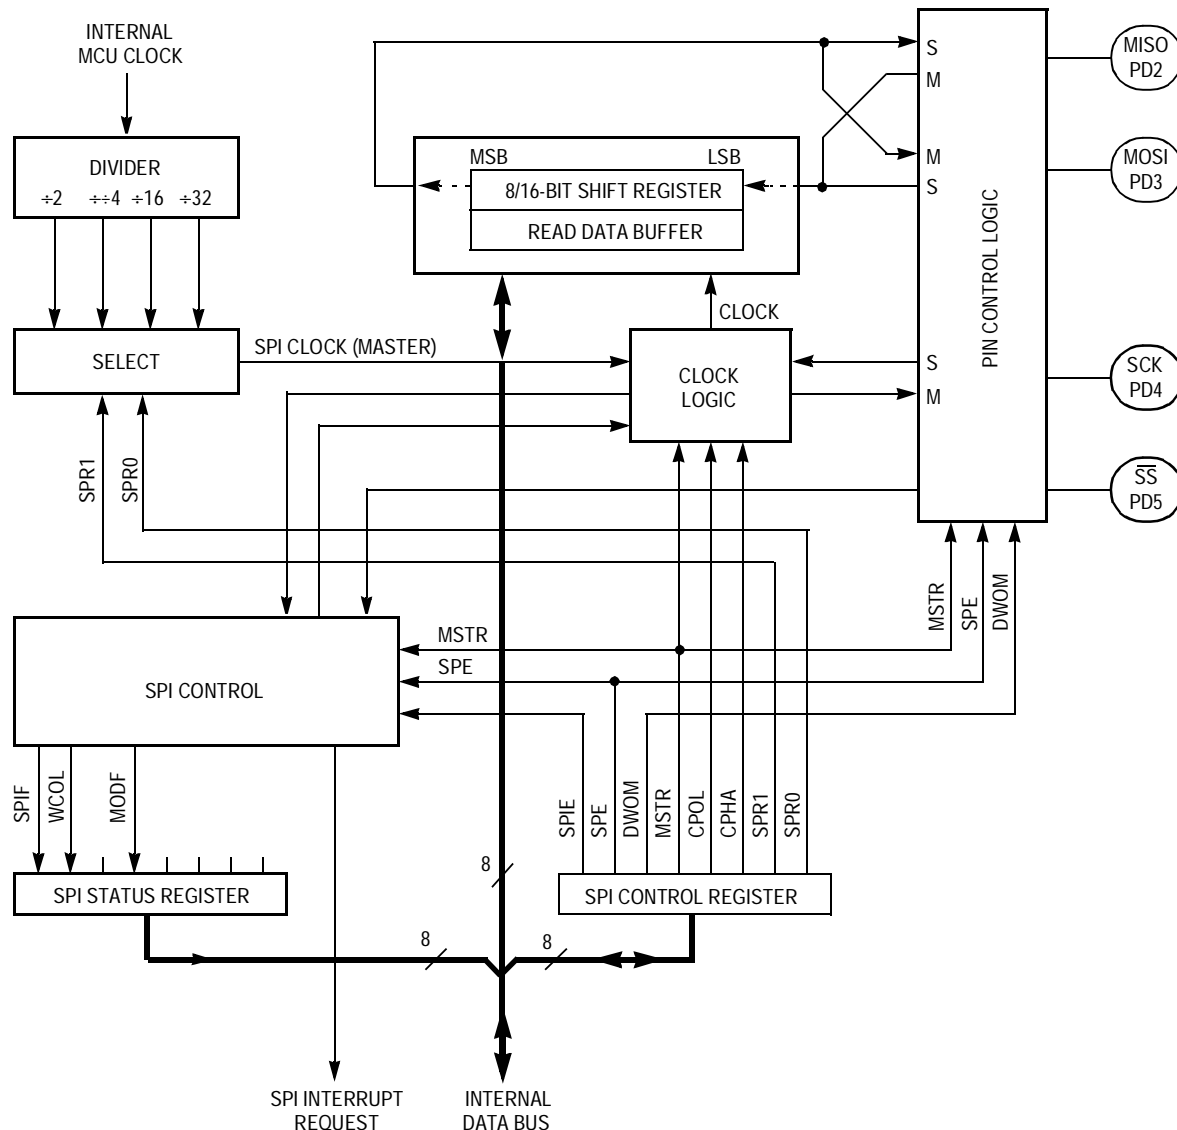 INTERNAL
MCU CLOCK
DIVIDER
÷2 ÷÷4 ÷16 ÷32
SELECT
SPI CLOCK (MASTER)
SPR1
SPR0
MSB
LSB
8/16-BIT SHIFT REGISTER
READ DATA BUFFER
CLOCK
CLOCK
LOGIC
S
M
M
S
S
M
PIN CONTROL LOGIC
MISO
PD2
MOSI
PD3
SCK
PD4
S̅S̅
PD5
MSTR
SPE
DWOM
SPI CONTROL
MSTR
SPE
SPIF
WCOL
MODF
SPIE
SPE
DWOM
MSTR
CPOL
CPHA
SPR1
SPR0
SPI STATUS REGISTER
SPI CONTROL REGISTER
8
8
8
SPI INTERRUPT
REQUEST
INTERNAL
DATA BUS